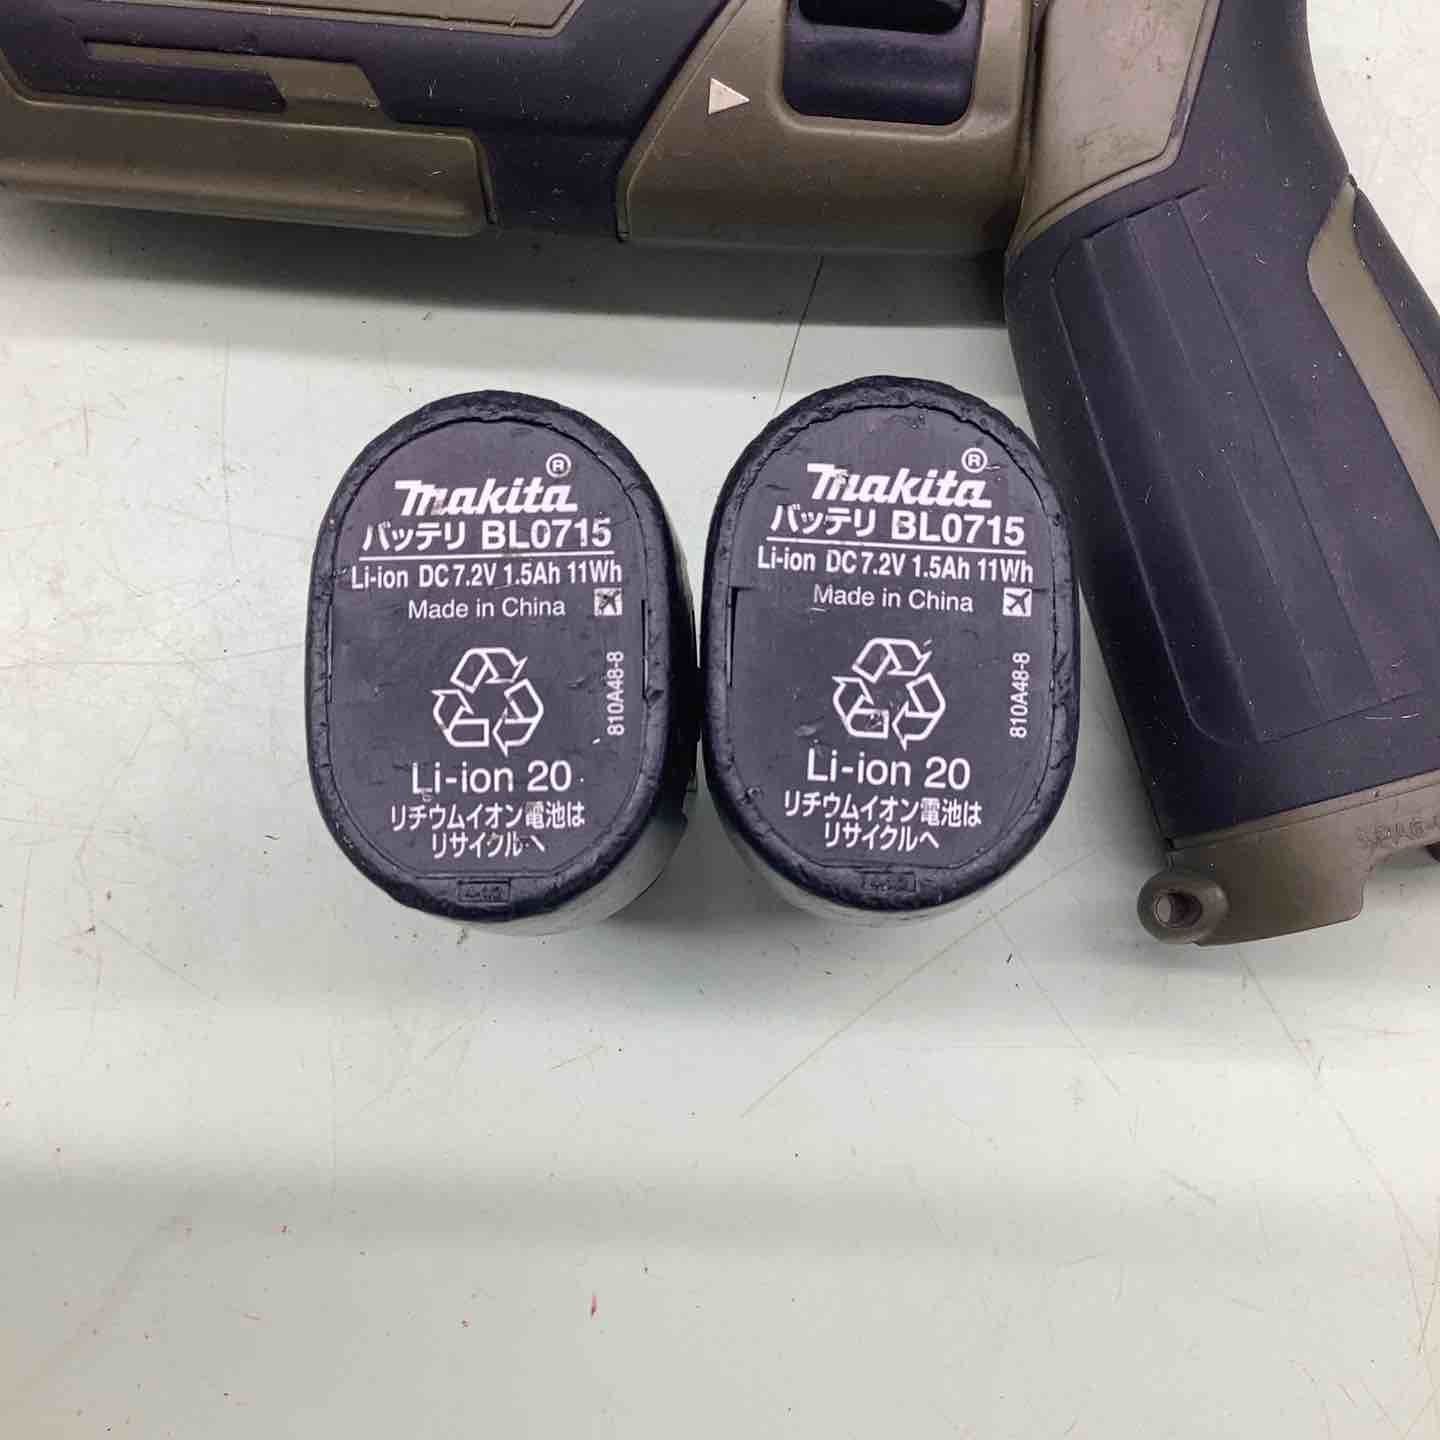 makita®
バッテリ BL0715
Li-ion DC7.2V 1.5Ah 11Wh
Made in China
810A48-8
Li-ion 20
リチウムイオン電池は
リサイクルへ
makita®
バッテリ BL0715
Li-ion DC7.2V 1.5Ah 11Wh
Made in China
810A48-8
Li-ion 20
リチウムイオン電池は
リサイクルへ